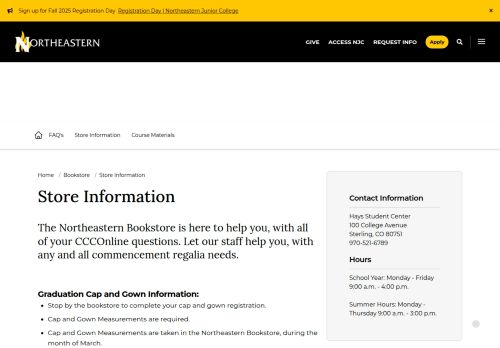 Sign up for Fall 2025 Registration Day Registration Day | Northeastern Junior College ×
NORTHEASTERN
GIVE ACCESS NJC REQUEST INFO Apply
FAQ's Store Information Course Materials
Home / Bookstore / Store Information
Store Information
The Northeastern Bookstore is here to help you, with all
of your CCCOnline questions. Let our staff help you, with
any and all commencement regalia needs.
Graduation Cap and Gown Information:
• Stop by the bookstore to complete your cap and gown registration.
• Cap and Gown Measurements are required.
• Cap and Gown Measurements are taken in the Northeastern Bookstore, during the
month of March.
Contact Information
Hays Student Center
100 College Avenue
Sterling, CO 80751
970-521-6789
Hours
School Year: Monday - Friday
9:00 a.m. - 4:00 p.m.
Summer Hours: Monday -
Thursday 9:00 a.m. - 3:00 p.m.